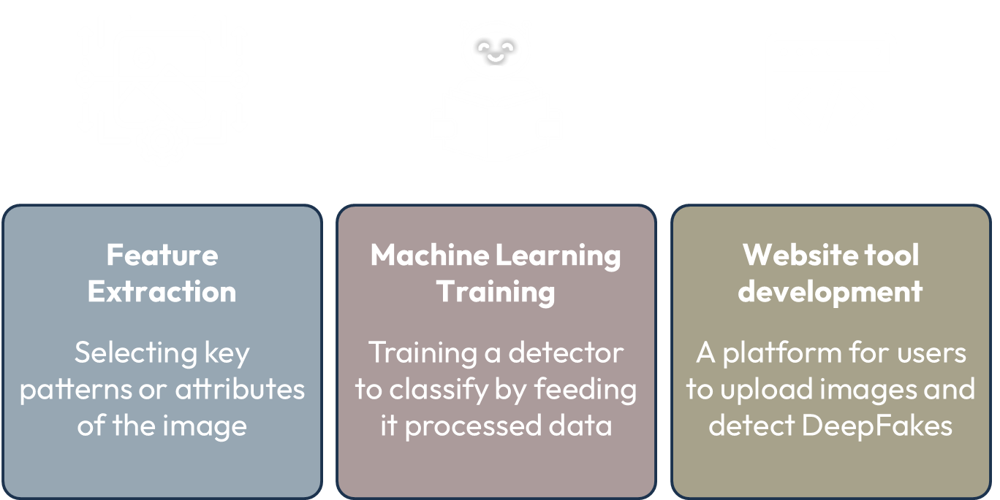 Feature
Extraction
Selecting key
patterns or attributes
of the image
Machine Learning
Training
Training a detector
to classify by feeding
it processed data
Website tool
development
A platform for users
to upload images and
detect DeepFakes